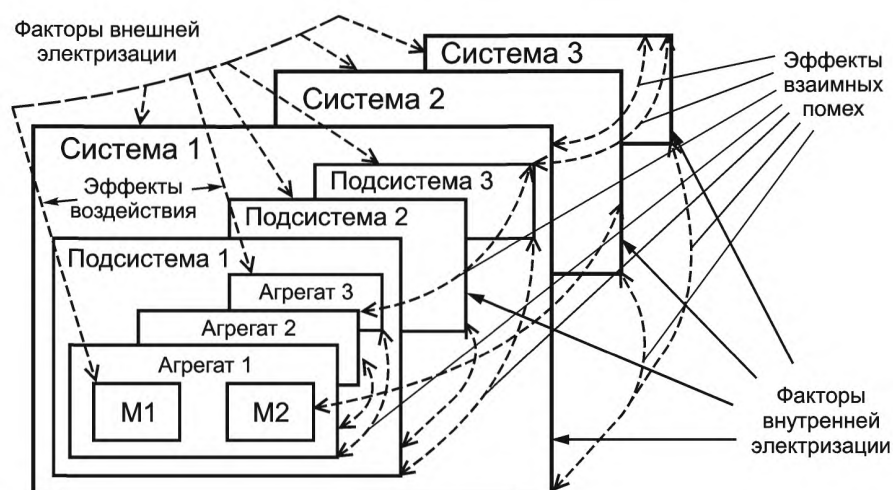 Факторы внешней
электризации
Система 3
Эффекты
взаимных
помех
Система 2
Система 1
Подсистема 3
Эффекты
воздействия
Подсистема 2
Подсистема 1
Агрегат 3
Агрегат 2
Агрегат 1
М1
М2
Факторы
внутренней
электризации